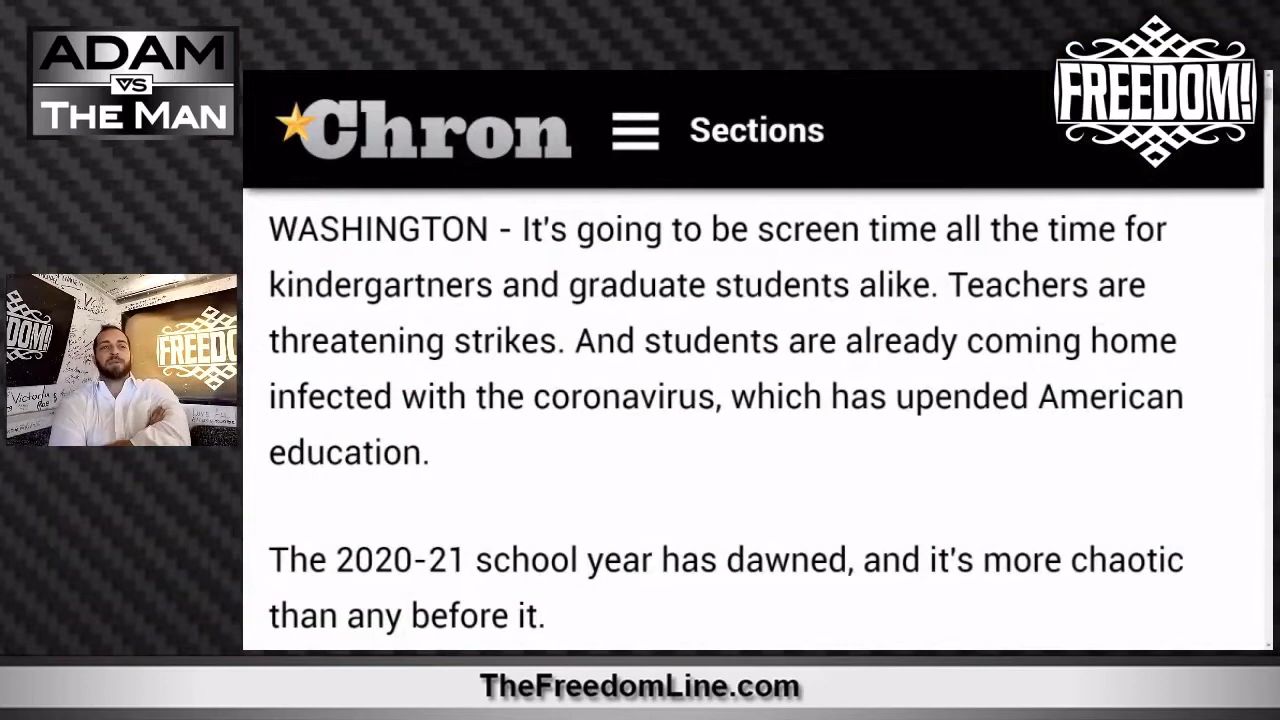 ADAM
VS
THE MAN
FREEDOM!
Chron
Sections
WASHINGTON - It's going to be screen time all the time for
kindergartners and graduate students alike. Teachers are
threatening strikes. And students are already coming home
infected with the coronavirus, which has upended American
education.
The 2020-21 school year has dawned, and it's more chaotic
than any before it.
TheFreedomLine.com